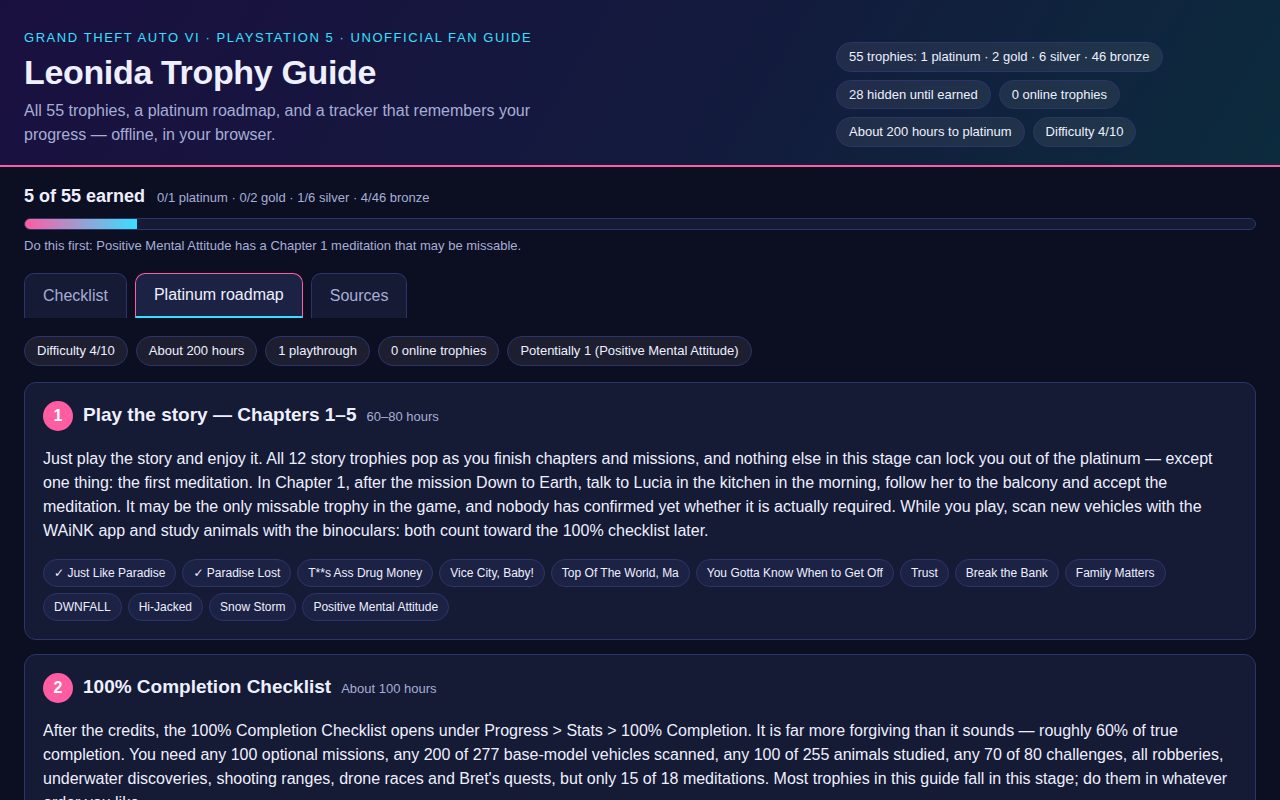 GRAND THEFT AUTO VI · PLAYSTATION 5 · UNOFFICIAL FAN GUIDE
Leonida Trophy Guide
All 55 trophies, a platinum roadmap, and a tracker that remembers your
progress — offline, in your browser.
55 trophies: 1 platinum · 2 gold · 6 silver · 46 bronze
28 hidden until earned
0 online trophies
About 200 hours to platinum
Difficulty 4/10
5 of 55 earned 0/1 platinum · 0/2 gold · 1/6 silver · 4/46 bronze
Do this first: Positive Mental Attitude has a Chapter 1 meditation that may be missable.
Checklist
Platinum roadmap
Sources
Difficulty 4/10
About 200 hours
1 playthrough
0 online trophies
Potentially 1 (Positive Mental Attitude)
1 Play the story — Chapters 1–5 60–80 hours
Just play the story and enjoy it. All 12 story trophies pop as you finish chapters and missions, and nothing else in this stage can lock you out of the platinum — except
one thing: the first meditation. In Chapter 1, after the mission Down to Earth, talk to Lucia in the kitchen in the morning, follow her to the balcony and accept the
meditation. It may be the only missable trophy in the game, and nobody has confirmed yet whether it is actually required. While you play, scan new vehicles with the
WAiNK app and study animals with the binoculars: both count toward the 100% checklist later.
✓ Just Like Paradise
✓ Paradise Lost
T**s Ass Drug Money
Vice City, Baby!
Top Of The World, Ma
You Gotta Know When to Get Off
Trust
Break the Bank
Family Matters
DWNFALL
Hi-Jacked
Snow Storm
Positive Mental Attitude
2 100% Completion Checklist About 100 hours
After the credits, the 100% Completion Checklist opens under Progress > Stats > 100% Completion. It is far more forgiving than it sounds — roughly 60% of true
completion. You need any 100 optional missions, any 200 of 277 base-model vehicles scanned, any 100 of 255 animals studied, any 70 of 80 challenges, all robberies,
underwater discoveries, shooting ranges, drone races and Bret's quests, but only 15 of 18 meditations. Most trophies in this guide fall in this stage; do them in whatever